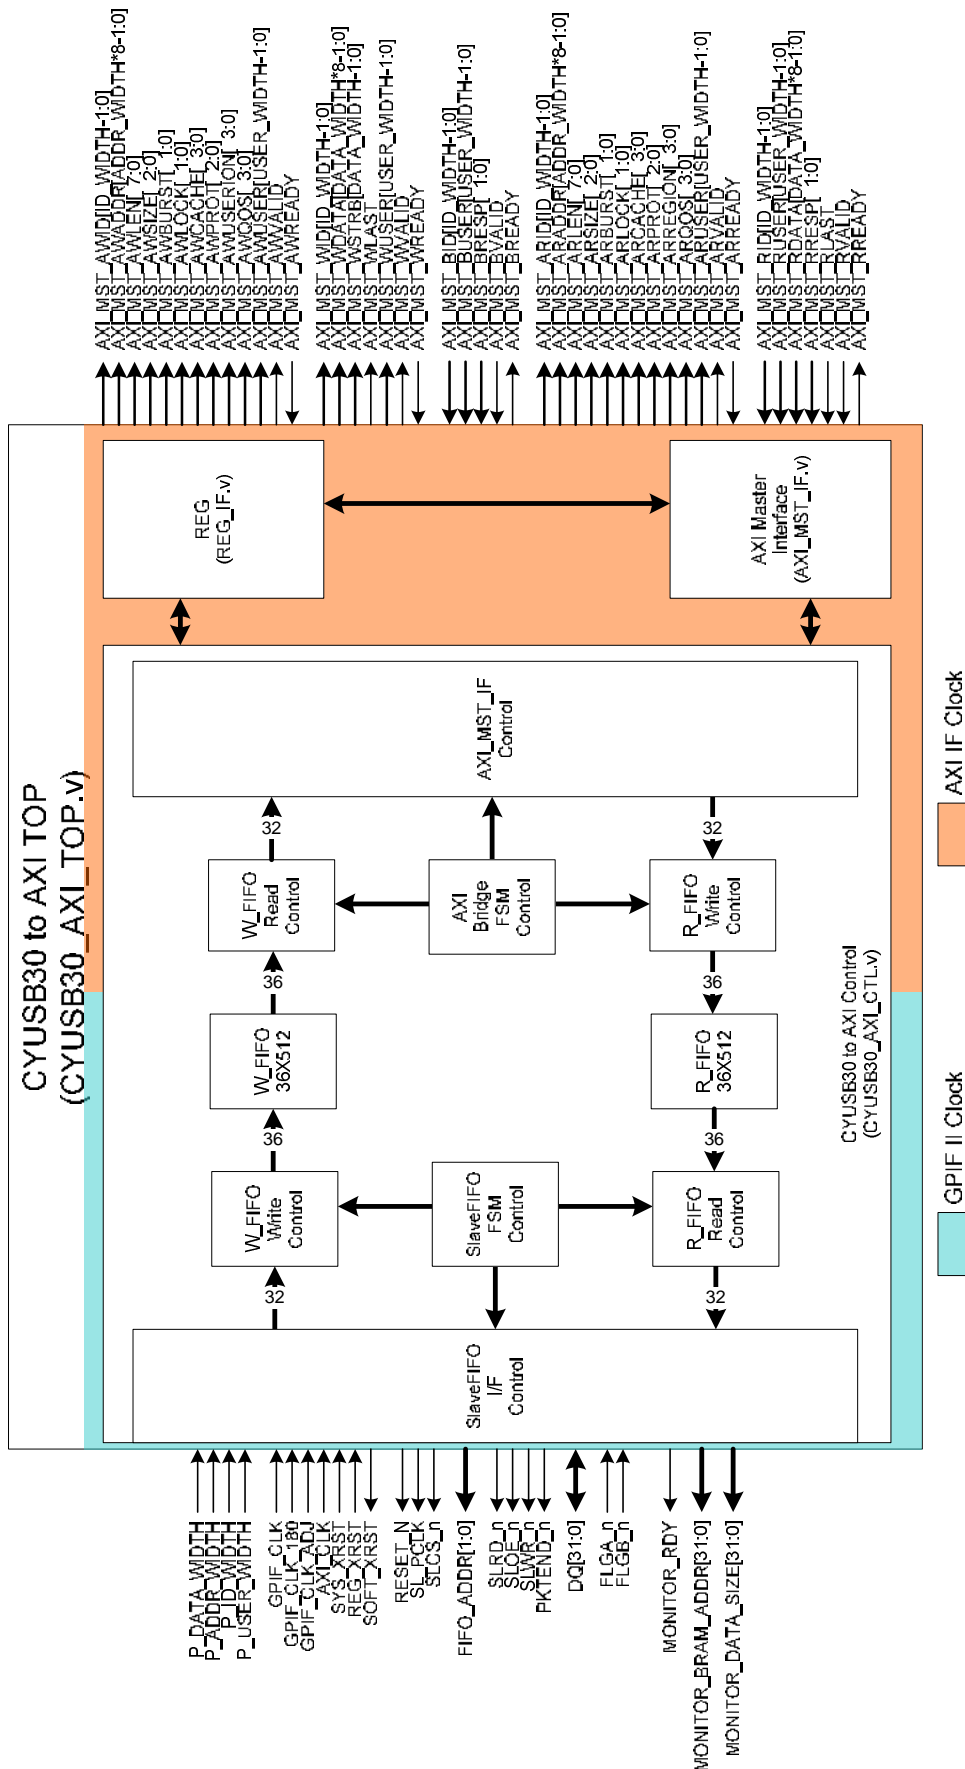 CYUSB30 to AXI TOP
(CYUSB30_AXI_TOP.v)
P_DATA_WIDTH
P_ADDR_WIDTH
P_ID_WIDTH
P_USER_WIDTH
GPIF_CLK
GPIF_CLK_180
GPIF_CLK_ADJ
AXI_CLK
SYS_XRST
REG_XRST
SOFT_XRST
RESET_N
SL_PCLK
SLCS_n
FIFO_ADDR[1:0]
SLRD_n
SLOE_n
SLWR_n
PKTEND_n
DQ[31:0]
FLGA_n
FLGB_n
MONITOR_RDY
MONITOR_BRAM_ADDR[31:0]
MONITOR_DATA_SIZE[31:0]
SlaveFIFO
I/F
Control
32
W_FIFO
Write
Control
36
W_FIFO
36X512
36
W_FIFO
Read
Control
32
SlaveFIFO
FSM
Control
AXI
Bridge
FSM
Control
32
R_FIFO
Read
Control
36
R_FIFO
36X512
36
R_FIFO
Write
Control
32
AXI_MST_IF
Control
CYUSB30 to AXI Control
(CYUSB30_AXI_CTL.v)
REG
(REG_IF.v)
AXI Master
Interface
(AXI_MST_IF.v)
AXI_MST_AWID[ID_WIDTH-1:0]
AXI_MST_AWADDR[ADDR_WIDTH*8-1:0]
AXI_MST_AWLEN[ 7:0]
AXI_MST_AWSIZE[ 2:0]
AXI_MST_AWBURST[ 1:0]
AXI_MST_AWLOCK[ 1:0]
AXI_MST_AWCACHE[ 3:0]
AXI_MST_AWPROT[ 2:0]
AXI_MST_AWUSERION[ 3:0]
AXI_MST_AWQOS[ 3:0]
AXI_MST_AWUSER[USER_WIDTH-1:0]
AXI_MST_AWVALID
AXI_MST_AWREADY
AXI_MST_WID[ID_WIDTH-1:0]
AXI_MST_WDATA[DATA_WIDTH*8-1:0]
AXI_MST_WSTRB[DATA_WIDTH-1:0]
AXI_MST_WLAST
AXI_MST_WUSER[USER_WIDTH-1:0]
AXI_MST_WVALID
AXI_MST_WREADY
AXI_MST_BID[ID_WIDTH-1:0]
AXI_MST_BUSER[USER_WIDTH-1:0]
AXI_MST_BRESP[ 1:0]
AXI_MST_BVALID
AXI_MST_BREADY
AXI_MST_ARID[ID_WIDTH-1:0]
AXI_MST_ARADDR[ADDR_WIDTH*8-1:0]
AXI_MST_ARLEN[ 7:0]
AXI_MST_ARSIZE[ 2:0]
AXI_MST_ARBURST[ 1:0]
AXI_MST_ARLOCK[ 1:0]
AXI_MST_ARCACHE[ 3:0]
AXI_MST_ARPROT[ 2:0]
AXI_MST_ARREGION[ 3:0]
AXI_MST_ARQOS[ 3:0]
AXI_MST_ARUSER[USER_WIDTH-1:0]
AXI_MST_ARVALID
AXI_MST_ARREADY
AXI_MST_RID[ID_WIDTH-1:0]
AXI_MST_RUSER[USER_WIDTH-1:0]
AXI_MST_RDATA[DATA_WIDTH*8-1:0]
AXI_MST_RRESP[ 1:0]
AXI_MST_RLAST
AXI_MST_RVALID
AXI_MST_RREADY
GPIF II Clock
AXI IF Clock